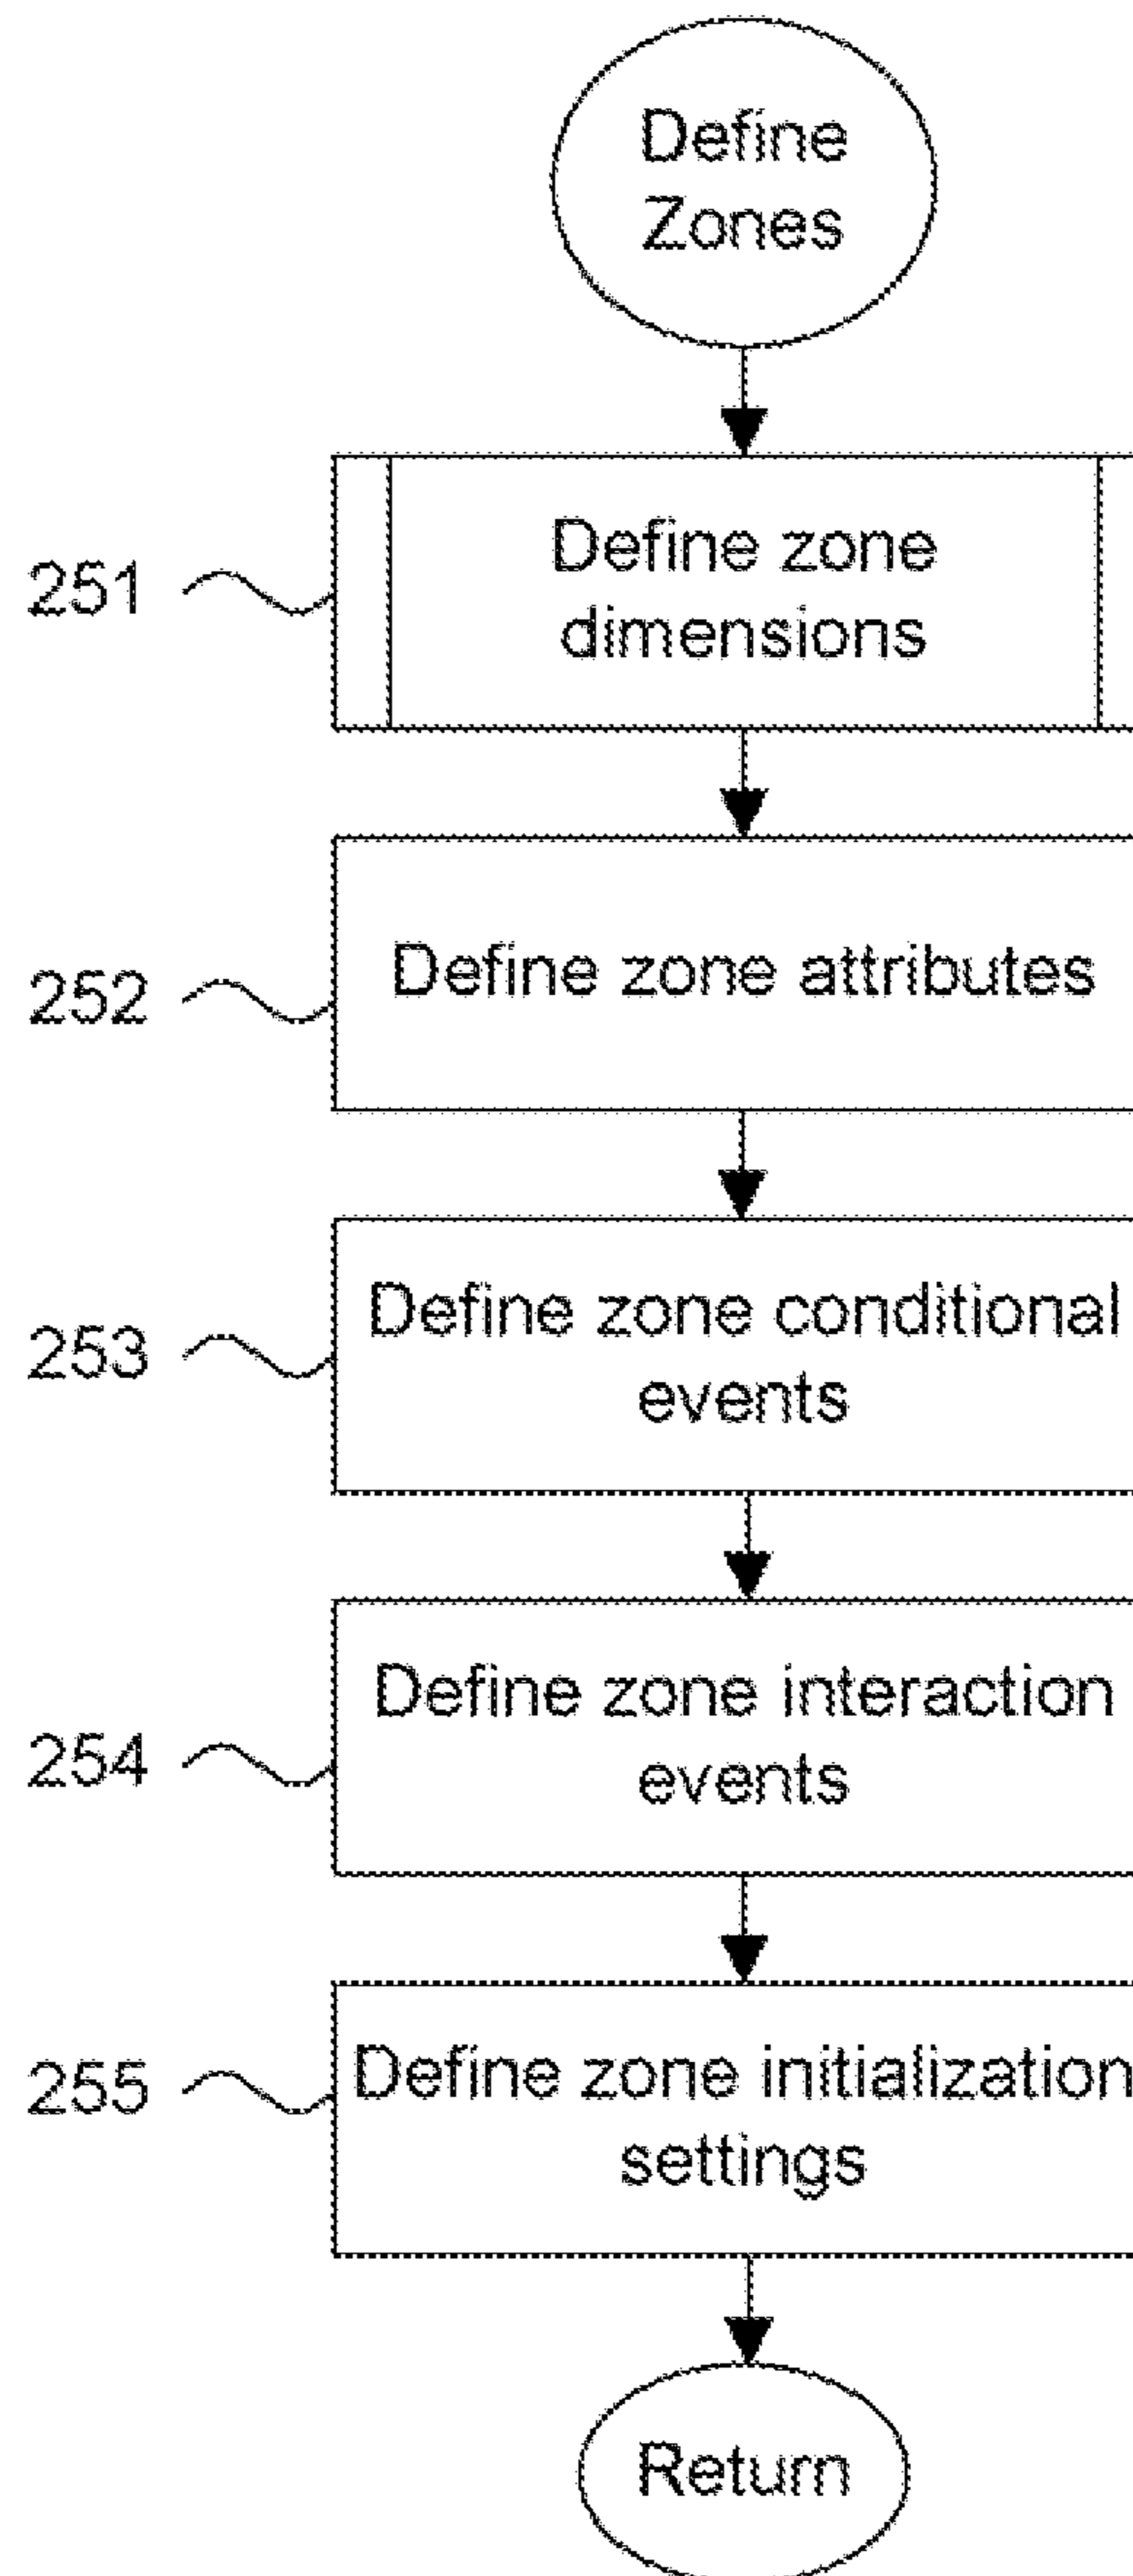 Define
Zones
251
Define zone
dimensions
252
Define zone attributes
253
Define zone conditional
events
254
Define zone interaction
events
255
Define zone initialization
settings
Return